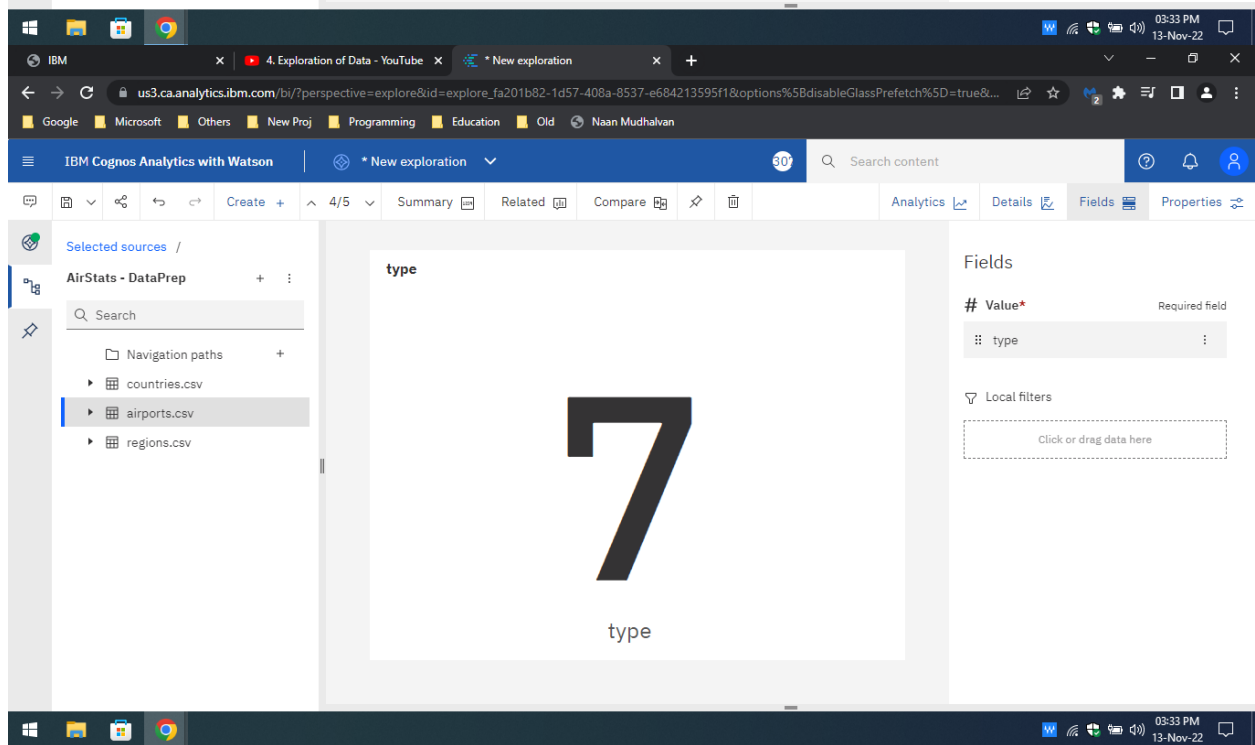 03:33 PM
13-Nov-22
IBM
4. Exploration of Data - YouTube
* New exploration
us3.ca.analytics.ibm.com/bi/?perspective=explore&id=explore_fa201b82-1d57-408a-8537-e684213595f1&options%5BdisableGlassPrefetch%5D=true&...
2
Google Microsoft Others New Proj Programming Education Old Naan Mudhalvan
IBM Cognos Analytics with Watson
* New exploration
30?
Search content
Create + 4/5 Summary Related Compare Analytics Details Fields Properties
Selected sources /
AirStats - DataPrep
Search
Navigation paths
countries.csv
airports.csv
regions.csv
type
7
type
Fields
# Value* Required field
type
Local filters
Click or drag data here
03:33 PM
13-Nov-22